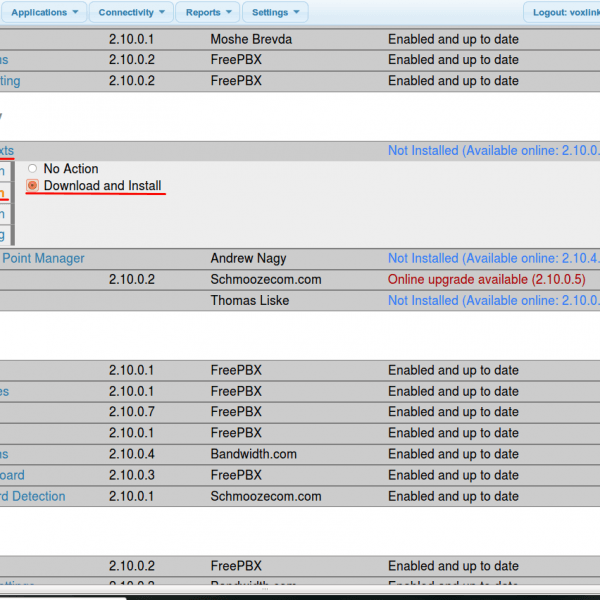 Applications Connectivity Reports Settings Logout: voxlink
2.10.0.1 Moshe Brevda Enabled and up to date
ns 2.10.0.2 FreePBX Enabled and up to date
ting 2.10.0.2 FreePBX Enabled and up to date
y
xts Not Installed (Available online: 2.10.0.
n No Action
n Download and Install
n
g
Point Manager Andrew Nagy Not Installed (Available online: 2.10.4.
2.10.0.2 Schmoozecom.com Online upgrade available (2.10.0.5)
Thomas Liske Not Installed (Available online: 2.10.0.
2.10.0.1 FreePBX Enabled and up to date
es 2.10.0.1 FreePBX Enabled and up to date
2.10.0.7 FreePBX Enabled and up to date
2.10.0.1 FreePBX Enabled and up to date
ns 2.10.0.4 Bandwidth.com Enabled and up to date
oard 2.10.0.3 FreePBX Enabled and up to date
rd Detection 2.10.0.1 Schmoozecom.com Enabled and up to date
2.10.0.2 FreePBX Enabled and up to date
Bandwidth.com Enabled and up to date